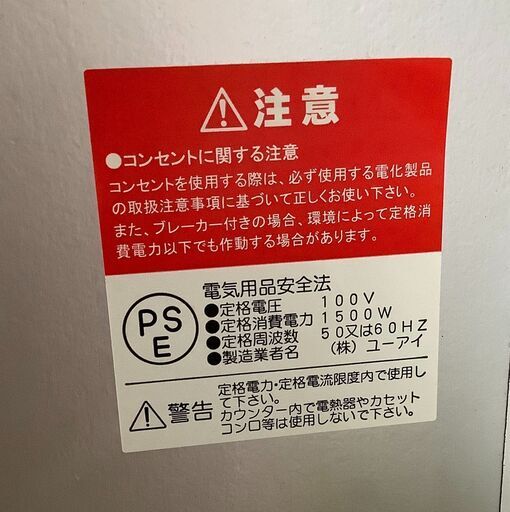 注意
●コンセントに関する注意
コンセントを使用する際は、必ず使用する電化製品
の取扱注意事項に基づいて正しくお使い下さい。
また、ブレーカー付きの場合、環境によって定格消
費電力以下でも作動する場合があります。
PS
E
電気用品安全法
●定格電圧 100V
●定格消費電力 1500W
●定格周波数 50又は60HZ
●製造業者名 (株) ユーアイ
警告
定格電力・定格電流限度内で使用し
て下さい。
カウンター内で電熱器やカセット
コンロ等は使用しないで下さい。